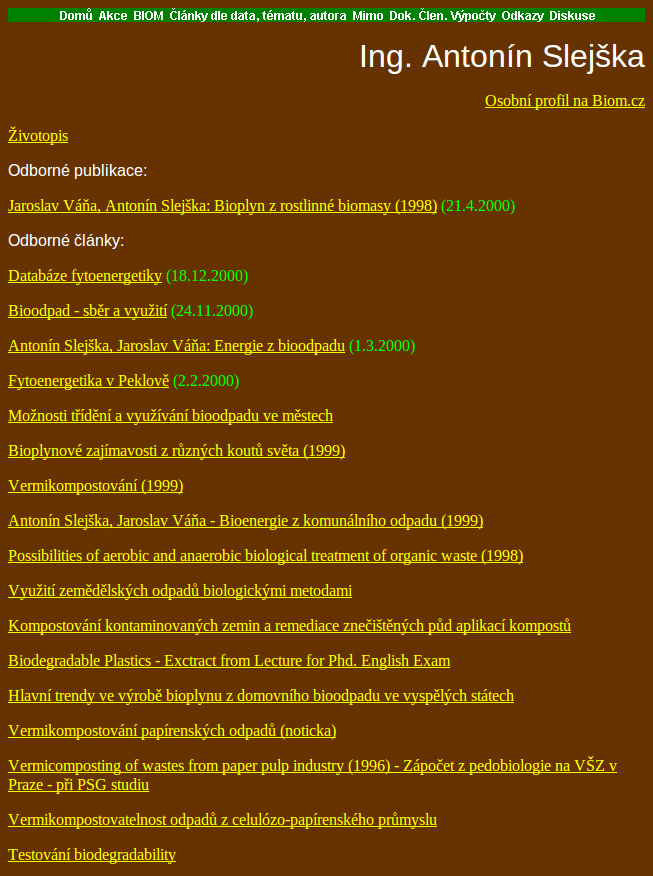 Domů Akce BIOM Články dle data, tématu, autora Mimo Dok. Člen. Výpočty Odkazy Diskuse
Ing. Antonín Slejška
Osobní profil na Biom.cz
Životopis
Odborné publikace:
Jaroslav Váňa, Antonín Slejška: Bioplyn z rostlinné biomasy (1998) (21.4.2000)
Odborné články:
Databáze fytoenergetiky (18.12.2000)
Bioodpad - sběr a využití (24.11.2000)
Antonín Slejška, Jaroslav Váňa: Energie z bioodpadu (1.3.2000)
Fytoenergetika v Peklově (2.2.2000)
Možnosti třídění a využívání bioodpadu ve městech
Bioplynové zajímavosti z různých koutů světa (1999)
Vermikompostování (1999)
Antonín Slejška, Jaroslav Váňa - Bioenergie z komunálního odpadu (1999)
Possibilities of aerobic and anaerobic biological treatment of organic waste (1998)
Využití zemědělských odpadů biologickými metodami
Kompostování kontaminovaných zemin a remediace znečištěných půd aplikací kompostů
Biodegradable Plastics - Exctract from Lecture for Phd. English Exam
Hlavní trendy ve výrobě bioplynu z domovního bioodpadu ve vyspělých státech
Vermikompostování papírenských odpadů (noticka)
Vermicomposting of wastes from paper pulp industry (1996) - Zápočet z pedobiologie na VŠZ v
Praze - při PSG studiu
Vermikompostovatelnost odpadů z celulózo-papírenského průmyslu
Testování biodegradability